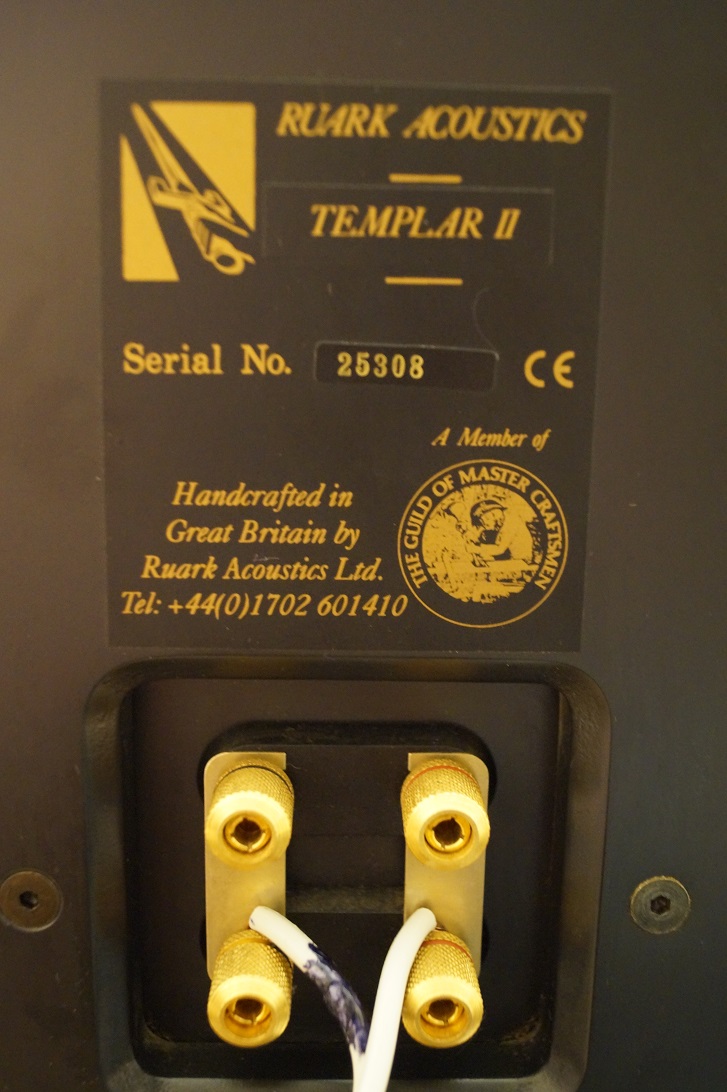 RUARK ACOUSTICS
TEMPLAR II
Serial No. 25308 CE
A Member of
THE GUILD OF MASTER CRAFTSMEN
Handcrafted in
Great Britain by
Ruark Acoustics Ltd.
Tel: +44(0)1702 601410